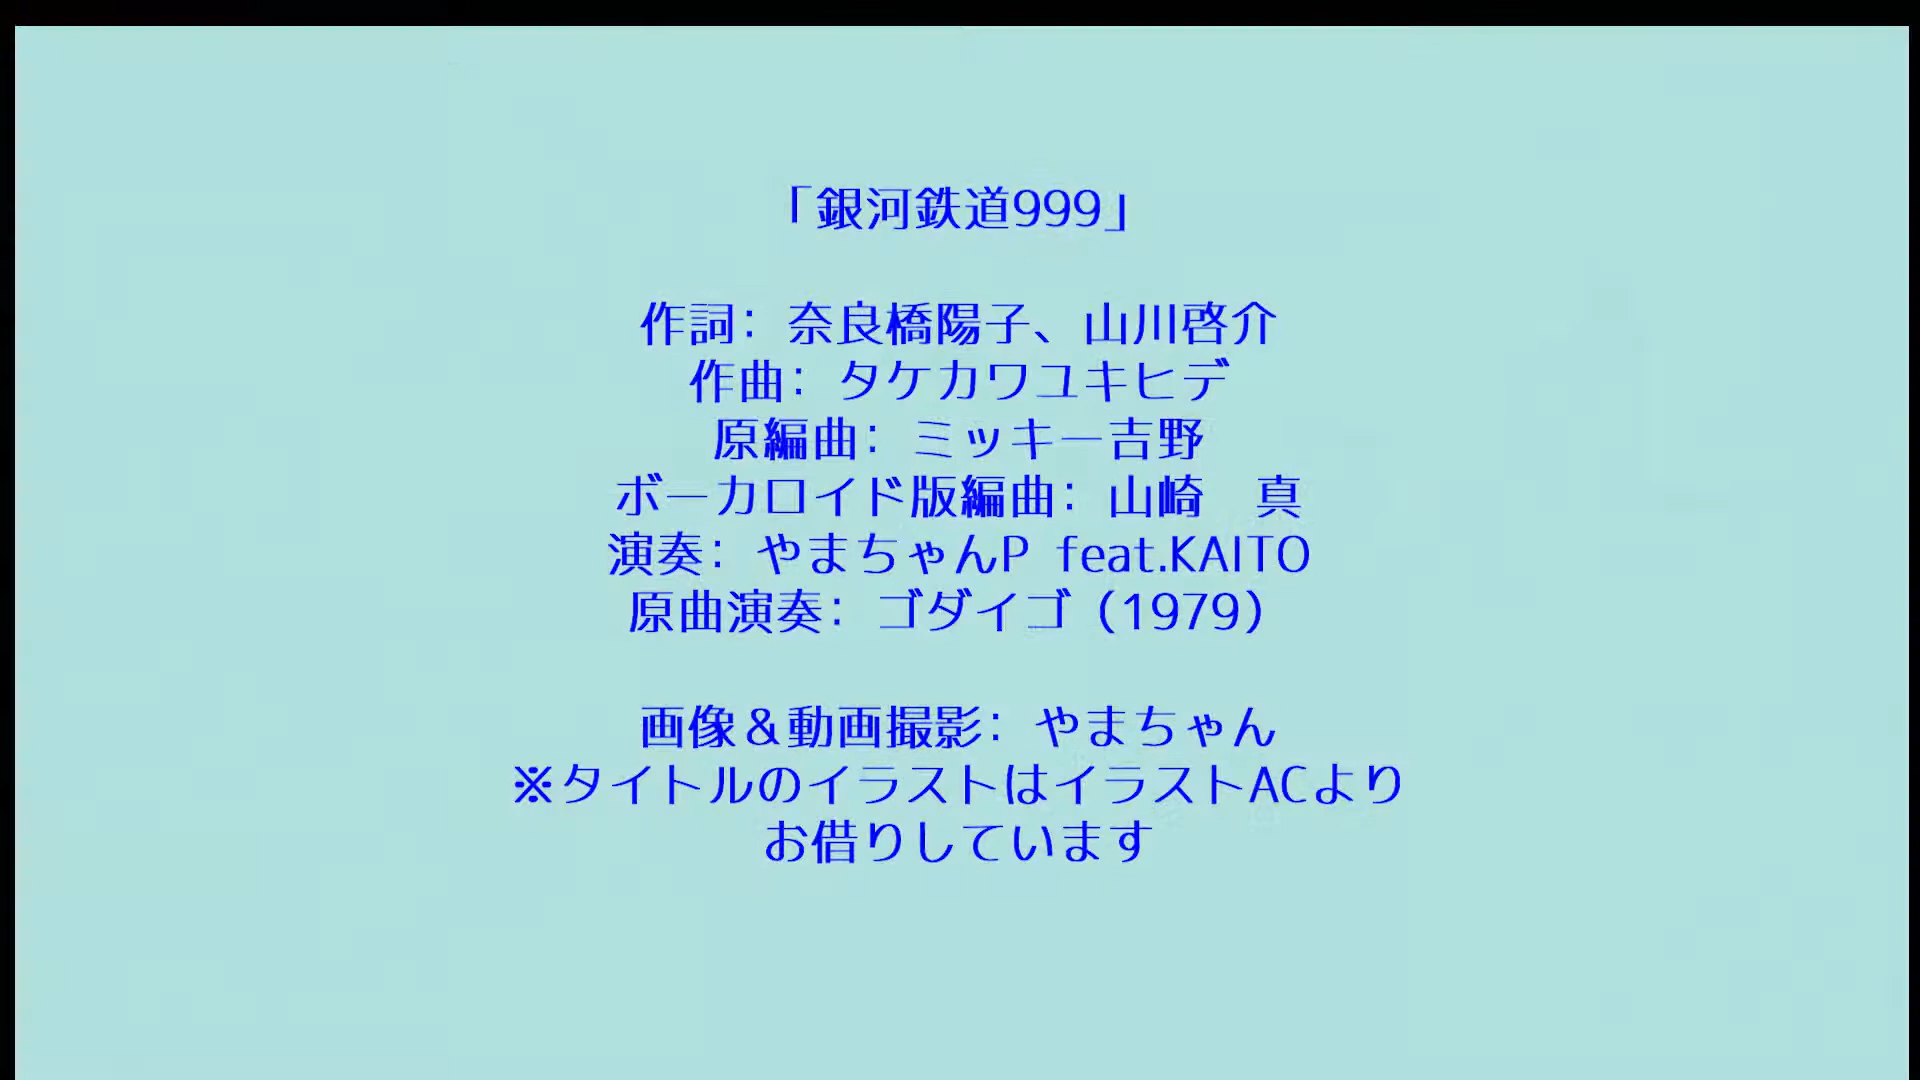 「銀河鉄道999」
作詞：奈良橋陽子、山川啓介
作曲：タケカワユキヒデ
原編曲：ミッキー吉野
ボーカロイド版編曲：山崎　真
演奏：やまちゃんP feat.KAITO
原曲演奏：ゴダイゴ（1979）
画像＆動画撮影：やまちゃん
※タイトルのイラストはイラストACより
お借りしています